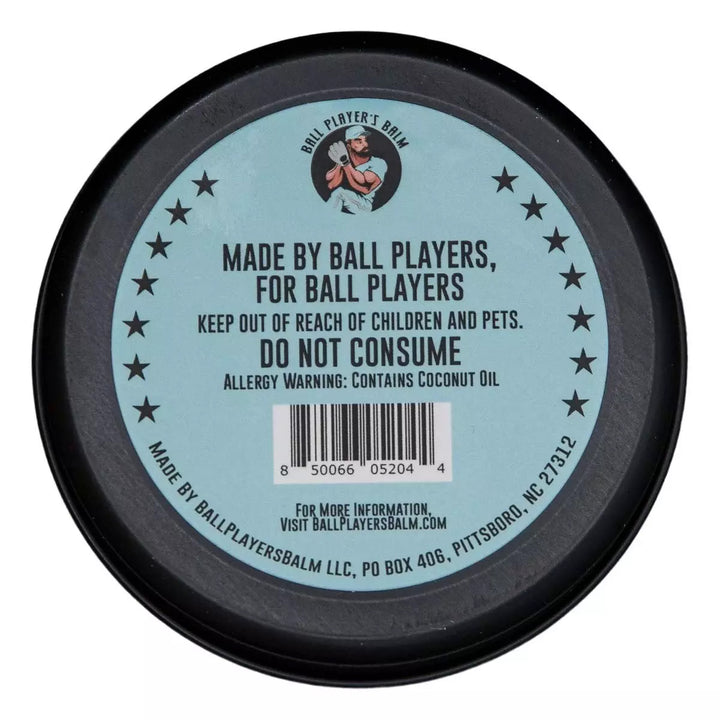 BALL PLAYER'S BALM
MADE BY BALL PLAYERS,
FOR BALL PLAYERS
KEEP OUT OF REACH OF CHILDREN AND PETS.
DO NOT CONSUME
ALLERGY WARNING: CONTAINS COCONUT OIL
8 50066 05204 4
FOR MORE INFORMATION,
VISIT BALLPLAYERSBALM.COM
MADE BY BALLPLAYERSBALM LLC, PO BOX 406, PITTSBORO, NC 27312